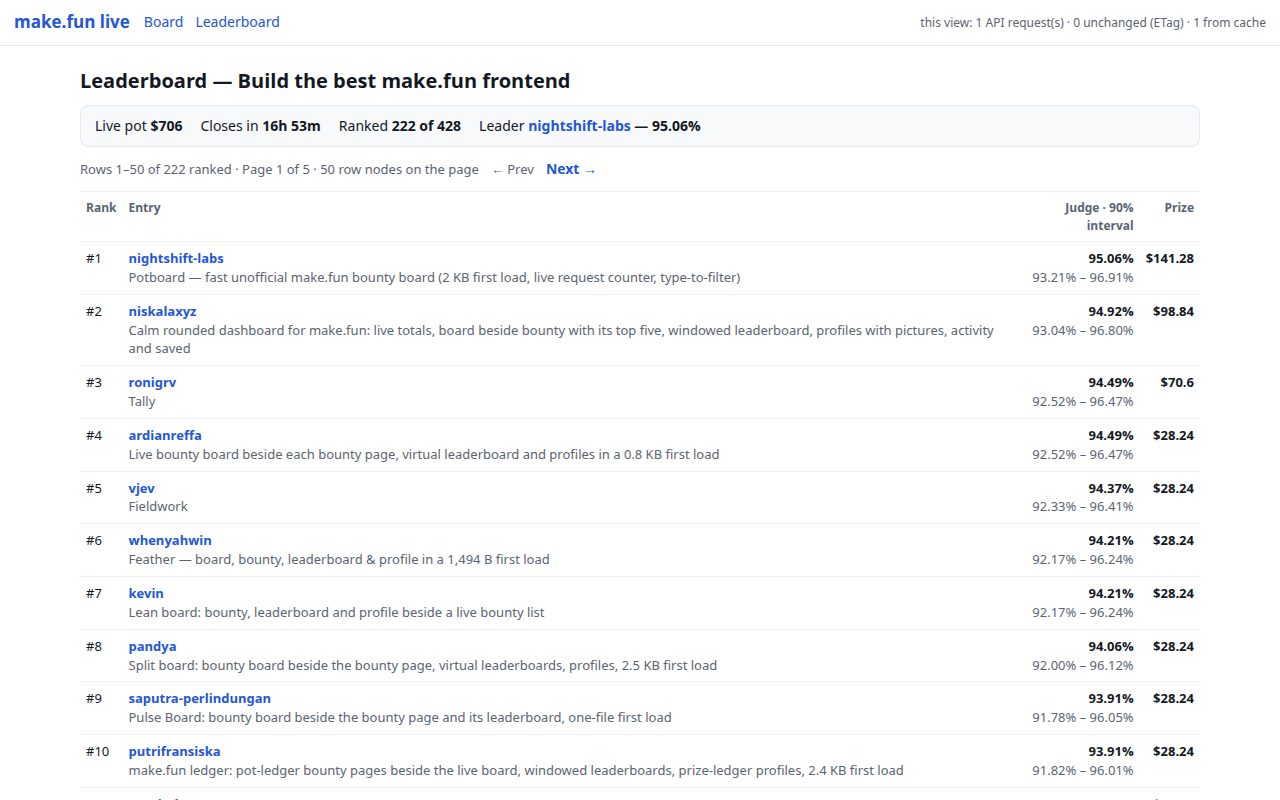 make.fun live Board Leaderboard this view: 1 API request(s) · 0 unchanged (ETag) · 1 from cache
Leaderboard — Build the best make.fun frontend
Live pot $706 Closes in 16h 53m Ranked 222 of 428 Leader nightshift-labs — 95.06%
Rows 1–50 of 222 ranked · Page 1 of 5 · 50 row nodes on the page ← Prev Next →
Rank Entry Judge · 90% interval Prize
#1 nightshift-labs 95.06% $141.28
Potboard — fast unofficial make.fun bounty board (2 KB first load, live request counter, type-to-filter) 93.21% – 96.91%
#2 niskalaxyz 94.92% $98.84
Calm rounded dashboard for make.fun: live totals, board beside bounty with its top five, windowed leaderboard, profiles with pictures, activity 93.04% – 96.80%
and saved
#3 ronigrv 94.49% $70.6
Tally 92.52% – 96.47%
#4 ardianreffa 94.49% $28.24
Live bounty board beside each bounty page, virtual leaderboard and profiles in a 0.8 KB first load 92.52% – 96.47%
#5 vjev 94.37% $28.24
Fieldwork 92.33% – 96.41%
#6 whenyahwin 94.21% $28.24
Feather — board, bounty, leaderboard & profile in a 1,494 B first load 92.17% – 96.24%
#7 kevin 94.21% $28.24
Lean board: bounty, leaderboard and profile beside a live bounty list 92.17% – 96.24%
#8 pandya 94.06% $28.24
Split board: bounty board beside the bounty page, virtual leaderboards, profiles, 2.5 KB first load 92.00% – 96.12%
#9 saputra-perlindungan 93.91% $28.24
Pulse Board: bounty board beside the bounty page and its leaderboard, one-file first load 91.78% – 96.05%
#10 putrifransiska 93.91% $28.24
make.fun ledger: pot-ledger bounty pages beside the live board, windowed leaderboards, prize-ledger profiles, 2.4 KB first load 91.82% – 96.01%